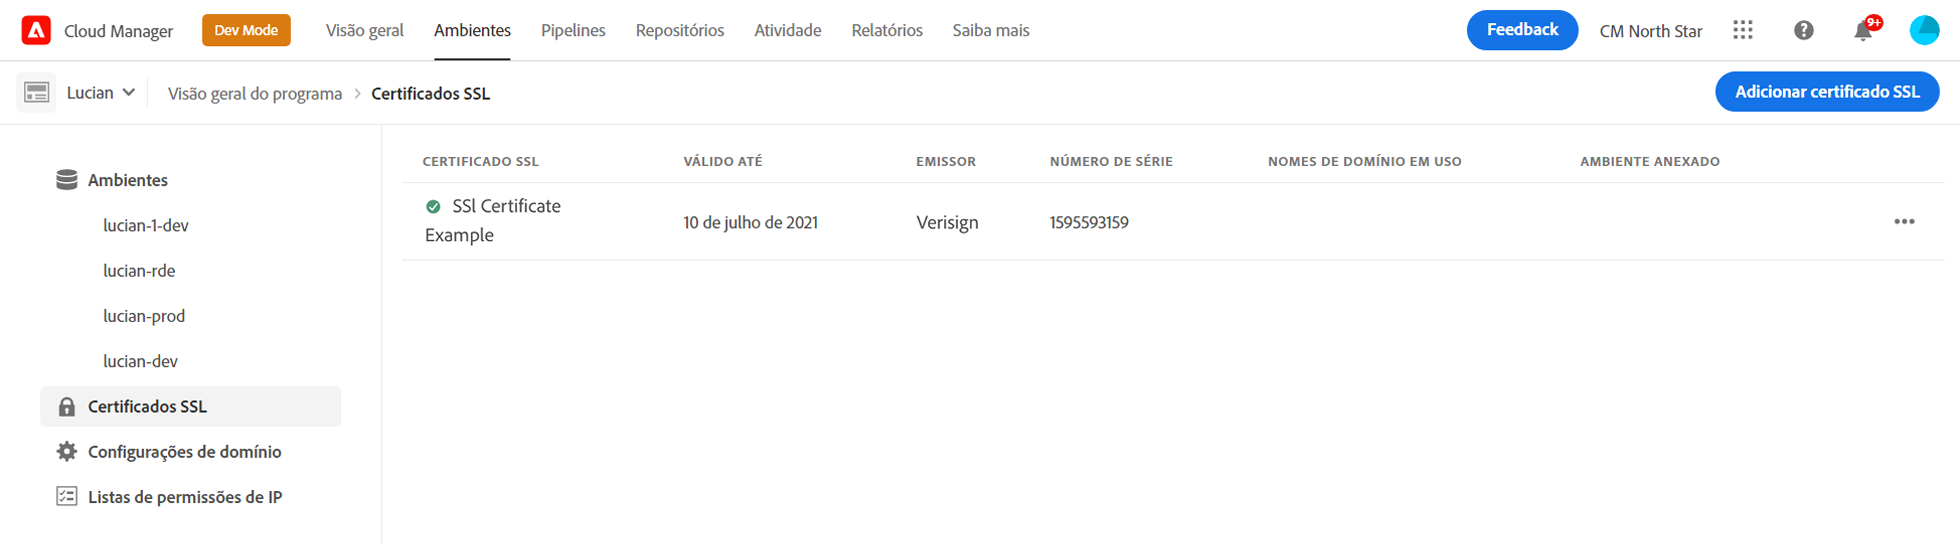 Cloud Manager Dev Mode Visão geral Ambientes Pipelines Repositórios Atividade Relatórios Saiba mais Feedback CM North Star 9+
Lucian Visão geral do programa Certificados SSL Adicionar certificado SSL
Ambientes
lucian-1-dev
lucian-rde
lucian-prod
lucian-dev
Certificados SSL
Configurações de domínio
Listas de permissões de IP
CERTIFICADO SSL VÁLIDO ATÉ EMISSOR NÚMERO DE SÉRIE NOMES DE DOMÍNIO EM USO AMBIENTE ANEXADO
SSl Certificate
Example 10 de julho de 2021 Verisign 1595593159